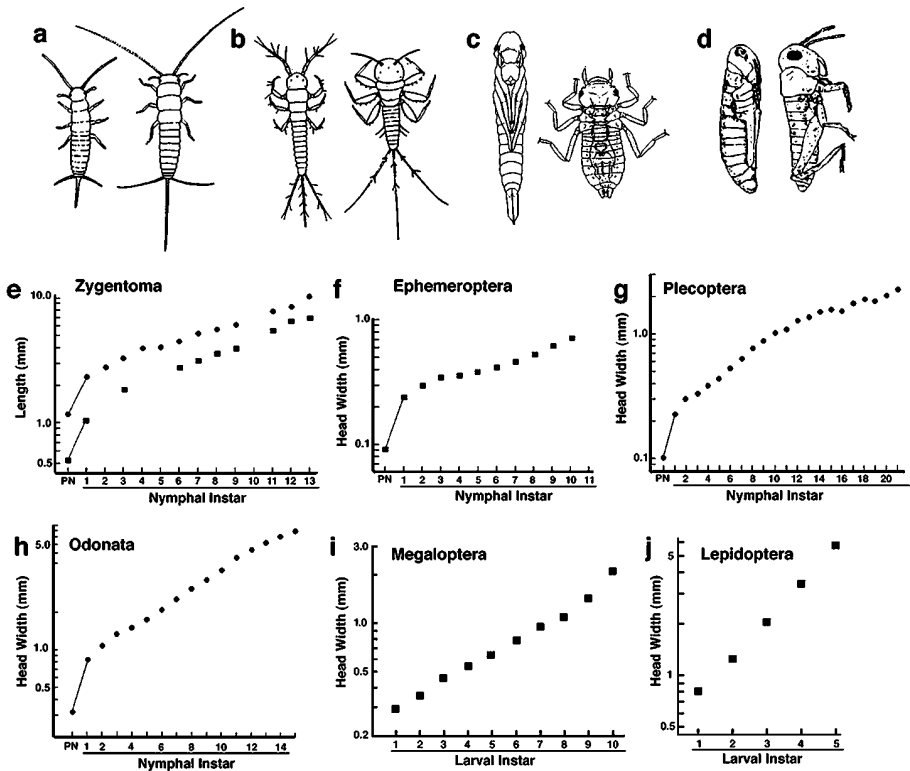 a b c d
e Zygentoma
10.0
1.0
0.5
Length (mm)
PN 1 2 3 4 5 6 7 8 9 10 11 12 13
Nymphal Instar
f Ephemeroptera
1.0
0.1
Head Width (mm)
PN 1 2 3 4 5 6 7 8 9 10 11
Nymphal Instar
g Plecoptera
1.0
0.1
Head Width (mm)
PN 2 4 6 8 10 12 14 16 18 20
Nymphal Instar
h Odonata
5.0
1.0
0.5
Head Width (mm)
PN 1 2 4 6 8 10 12 14
Nymphal Instar
i Megaloptera
3.0
1.0
0.5
0.2
Head Width (mm)
1 2 3 4 5 6 7 8 9 10
Larval Instar
j Lepidoptera
5
1
0.5
Head Width (mm)
1 2 3 4 5
Larval Instar